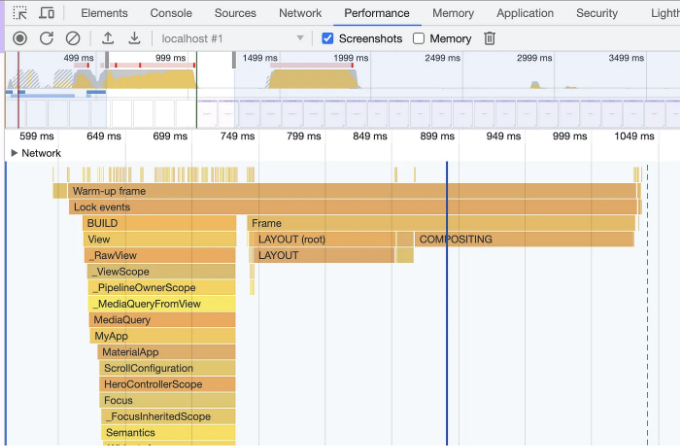 Elements Console Sources Network Performance Memory Application Security Lighth
localhost #1 Screenshots Memory
499 ms 999 ms 1499 ms 1999 ms 2499 ms 2999 ms 3499 ms
599 ms 649 ms 699 ms 749 ms 799 ms 849 ms 899 ms 949 ms 999 ms 1049 ms
Network
Warm-up frame
Lock events
BUILD Frame
View LAYOUT (root) COMPOSITING
_RawView LAYOUT
_ViewScope
_PipelineOwnerScope
_MediaQueryFromView
MediaQuery
MyApp
MaterialApp
ScrollConfiguration
HeroControllerScope
Focus
_FocusInheritedScope
Semantics